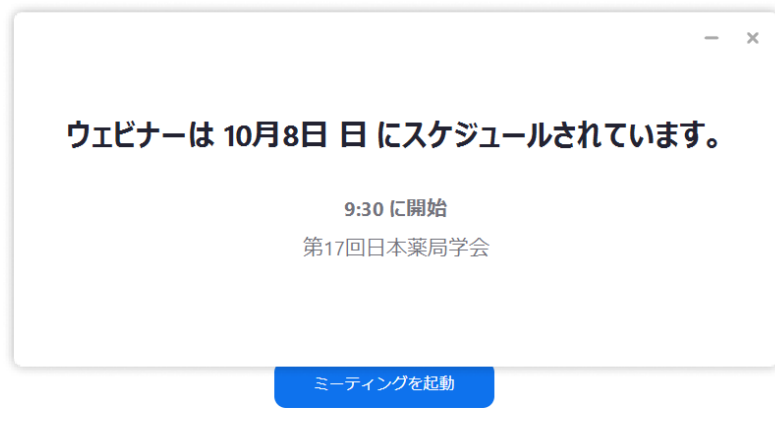 ウェビナーは 10月8日 日 にスケジュールされています。
9:30 に開始
第17回日本薬局学会
ミーティングを起動